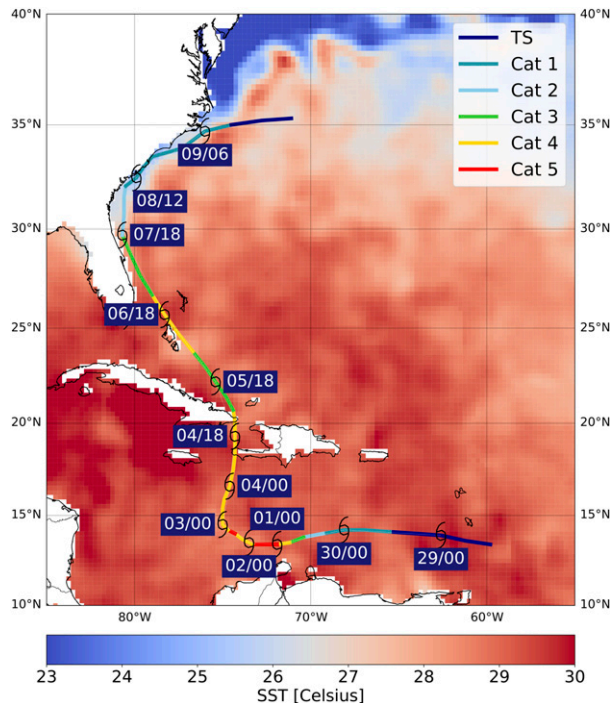 40°N
40°N
TS
Cat 1
Cat 2
Cat 3
Cat 4
Cat 5
35°N
35°N
09/06
08/12
30°N
30°N
07/18
06/18
25°N
25°N
05/18
20°N
20°N
04/18
04/00
03/00
01/00
15°N
15°N
02/00
30/00
29/00
10°N
10°N
80°W
70°W
60°W
23
24
25
26
27
28
29
30
SST [Celsius]